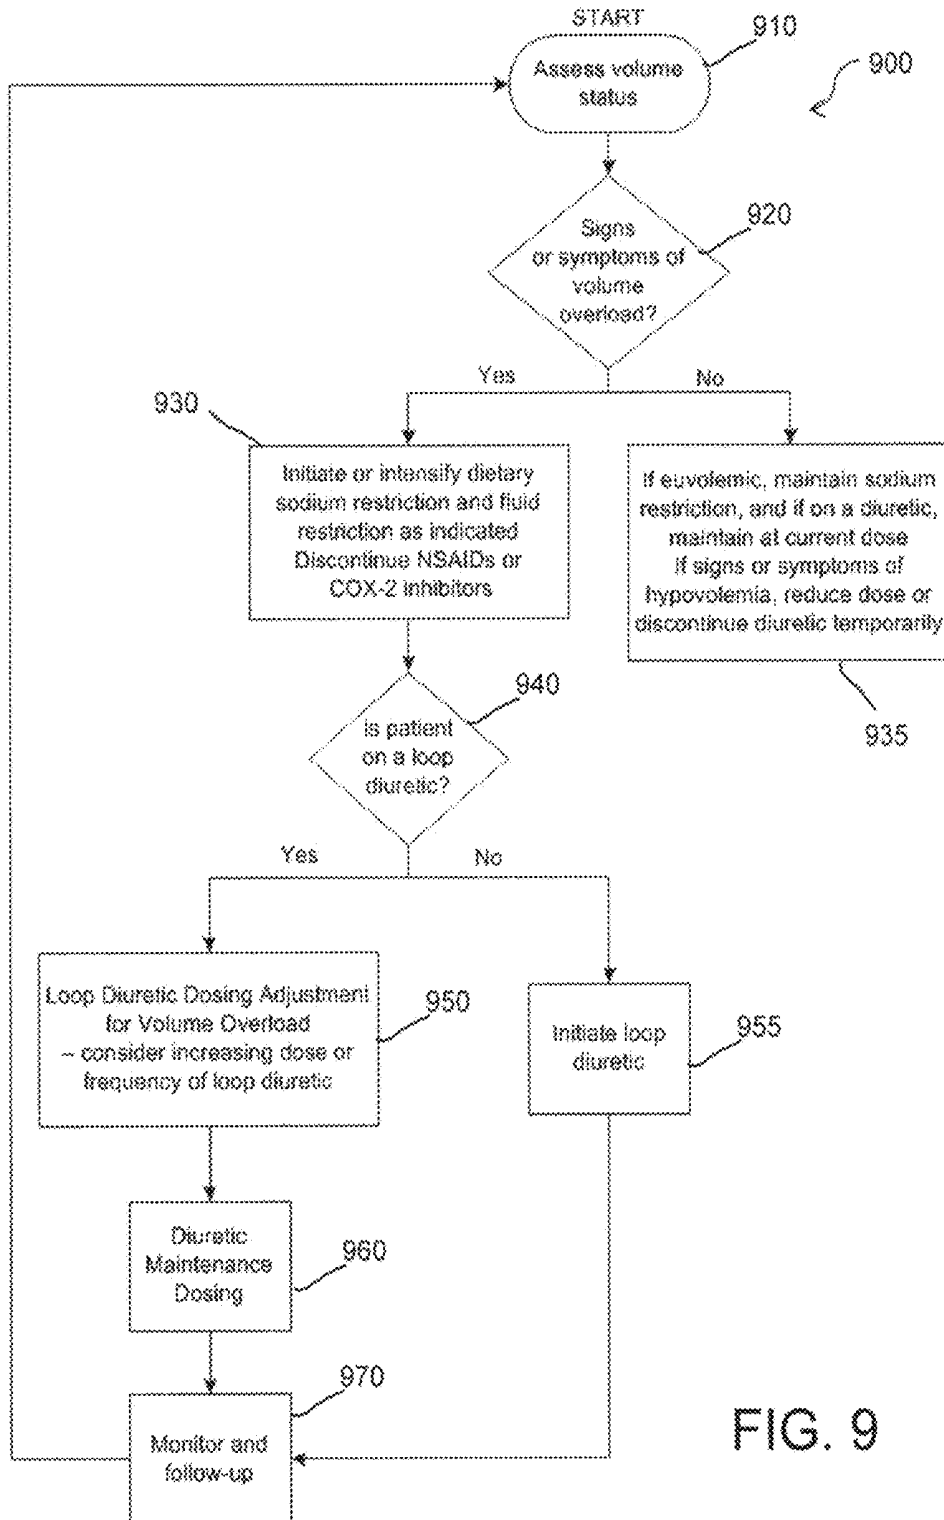 START
910
Assess volume
status
900
920
Signs
or symptoms of
volume
overload?
Yes
No
930
Initiate or intensify dietary
sodium restriction and fluid
restriction as indicated
Discontinue NSAIDs or
COX-2 inhibitors
If euvolemic, maintain sodium
restriction, and if on a diuretic,
maintain at current dose
If signs or symptoms of
hypovolemia, reduce dose or
discontinue diuretic temporarily
935
940
Is patient
on a loop
diuretic?
Yes
No
Loop Diuretic Dosing Adjustment
for Volume Overload
– consider increasing dose or
frequency of loop diuretic
950
Initiate loop
diuretic
955
Diuretic
Maintenance
Dosing
960
970
Monitor and
follow-up
FIG. 9